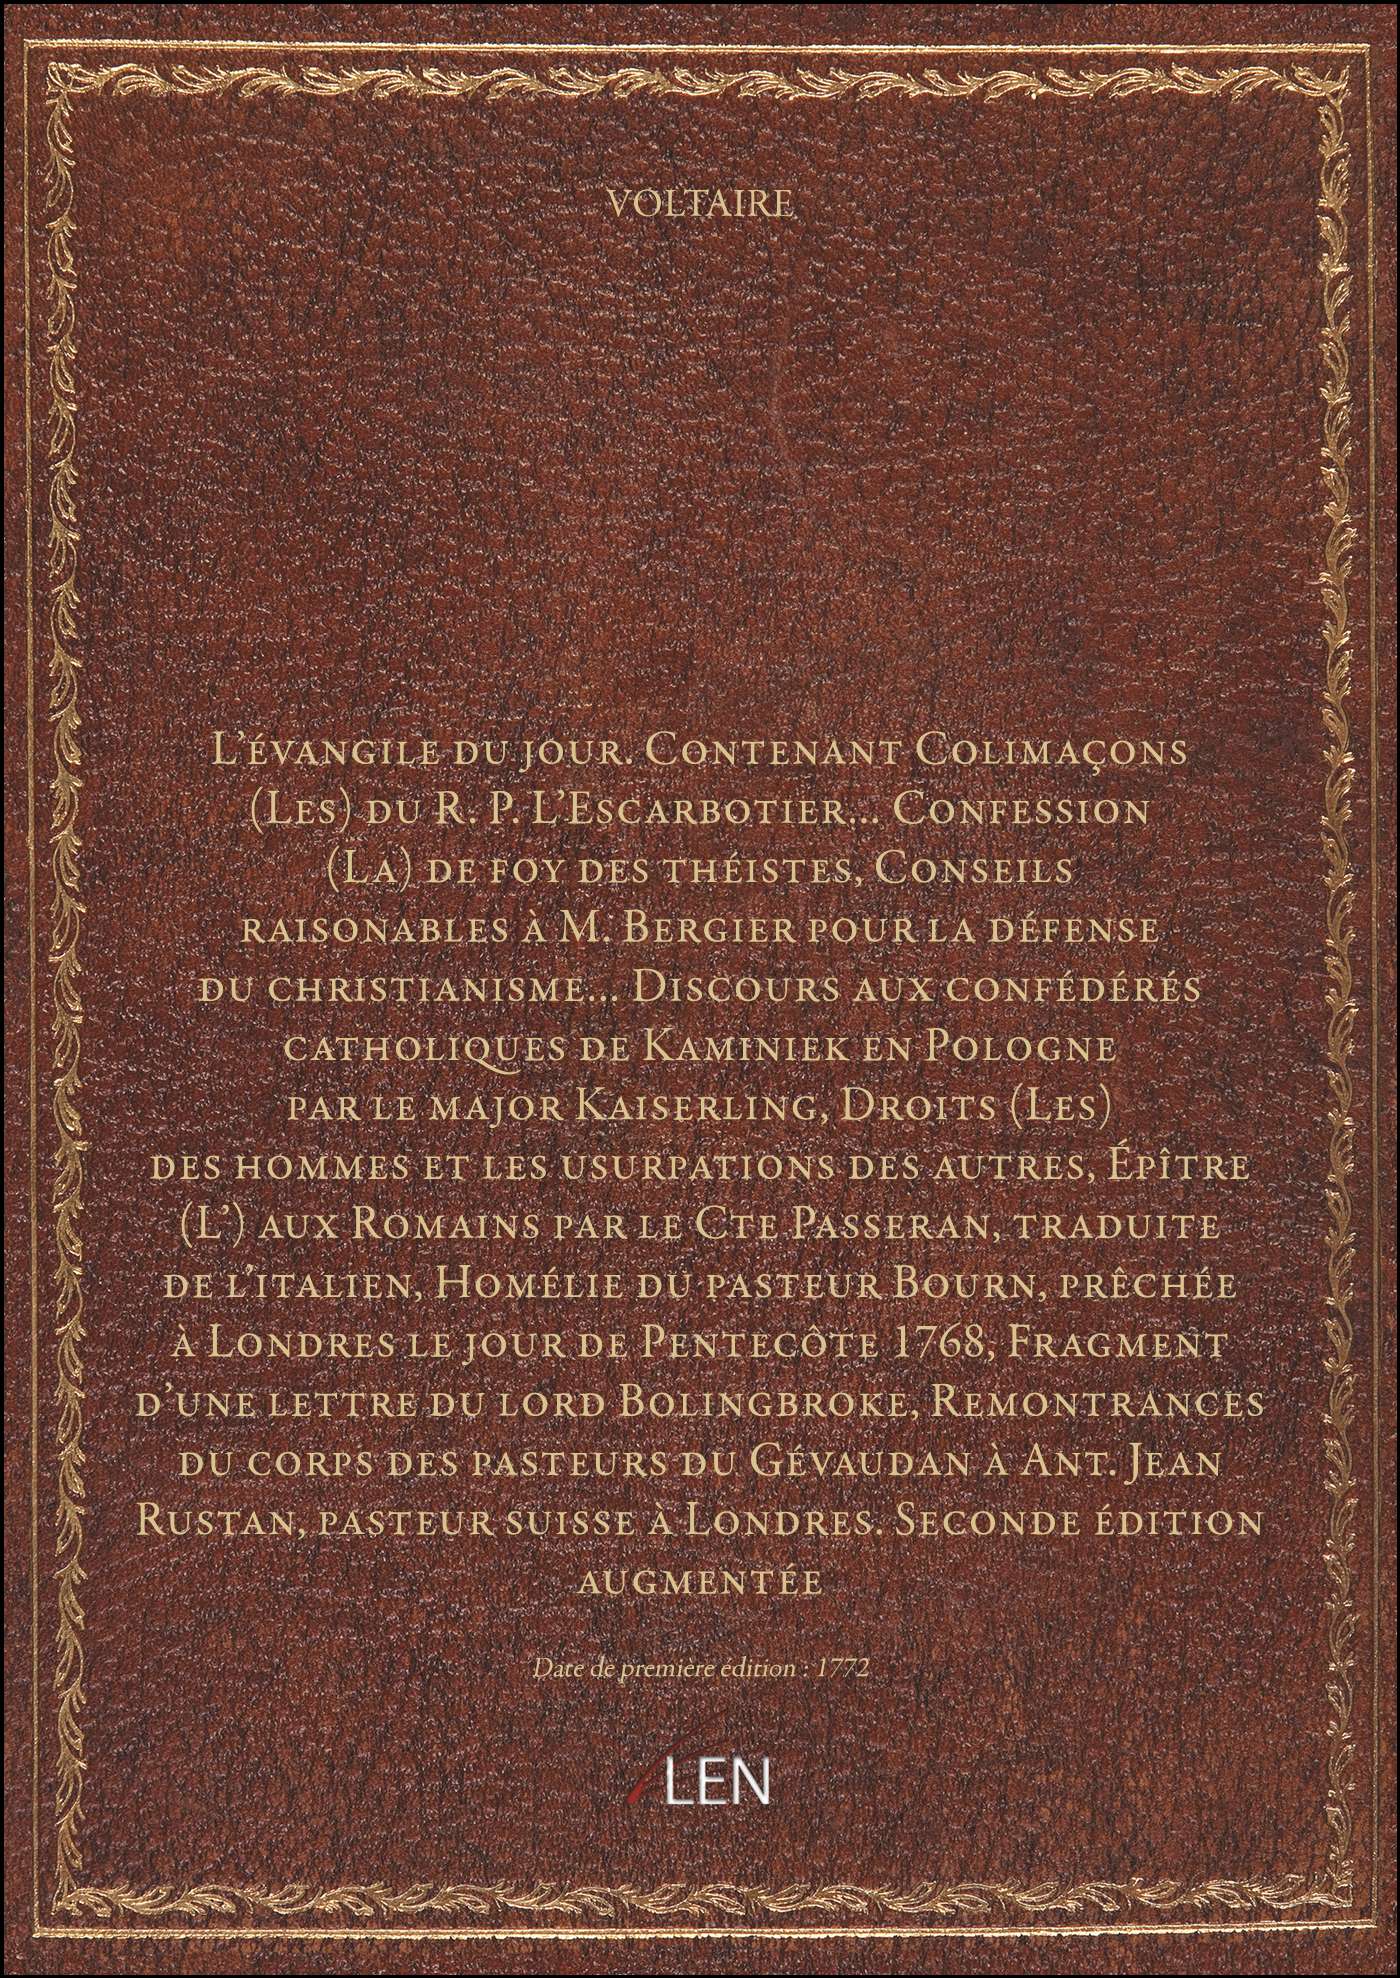 VOLTAIRE
L'évangile du jour. Contenant Colimaçons
(Les) du R. P. L'Escarbotier... Confession
(La) de foy des théistes, Conseils
raisonables à M. Bergier pour la défense
du christianisme... Discours aux confédérés
catholiques de Kaminiek en Pologne
par le major Kaiserling, Droits (Les)
des hommes et les usurpations des autres, Épître
(L') aux Romains par le Cte Passeran, traduite
de l'italien, Homélie du pasteur Bourn, prêchée
à Londres le jour de Pentecôte 1768, Fragment
d'une lettre du lord Bolingbroke, Remontrances
du corps des pasteurs du Gévaudan à Ant. Jean
Rustan, pasteur suisse à Londres. Seconde édition
augmentée
Date de première édition : 1772
LEN